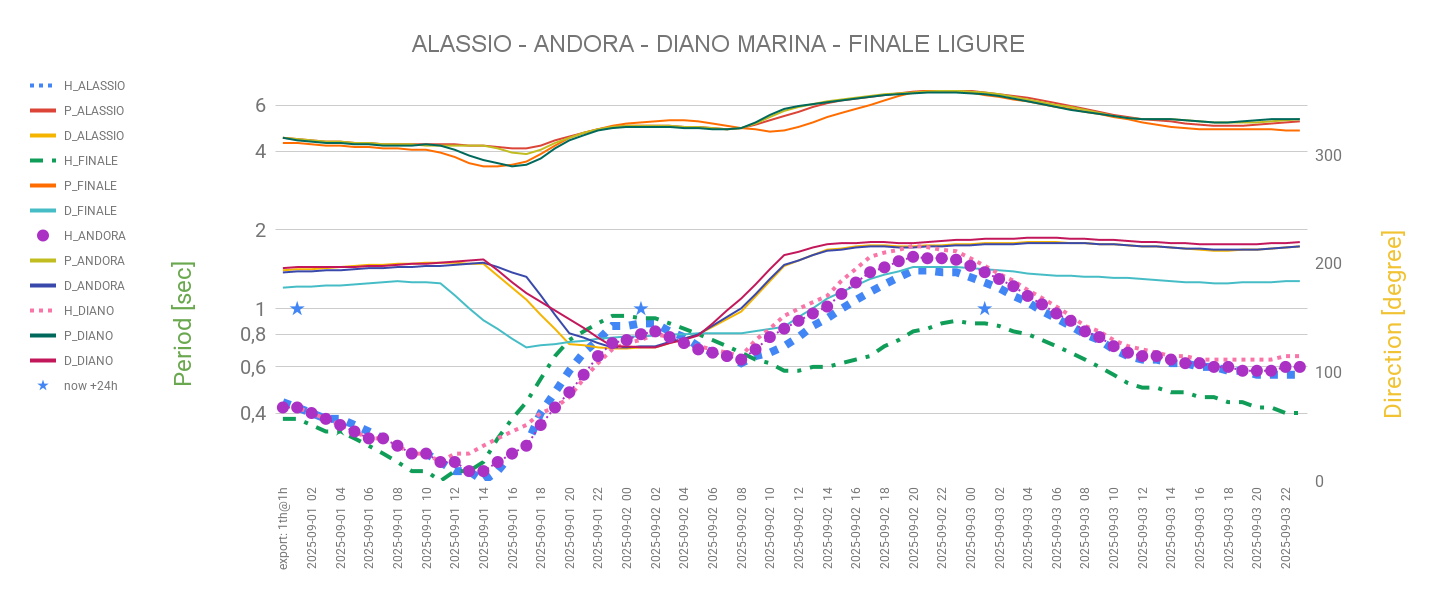 ALASSIO - ANDORA - DIANO MARINA - FINALE LIGURE
H_ALASSIO
P_ALASSIO
D_ALASSIO
H_FINALE
P_FINALE
D_FINALE
H_ANDORA
P_ANDORA
D_ANDORA
H_DIANO
P_DIANO
D_DIANO
now +24h
Period [sec]
6
4
2
1
0,8
0,6
0,4
300
200
100
0
Direction [degree]
export: 1th@1h
2025-09-01 02
2025-09-01 04
2025-09-01 06
2025-09-01 08
2025-09-01 10
2025-09-01 12
2025-09-01 14
2025-09-01 16
2025-09-01 18
2025-09-01 20
2025-09-01 22
2025-09-02 00
2025-09-02 02
2025-09-02 04
2025-09-02 06
2025-09-02 08
2025-09-02 10
2025-09-02 12
2025-09-02 14
2025-09-02 16
2025-09-02 18
2025-09-02 20
2025-09-02 22
2025-09-03 00
2025-09-03 02
2025-09-03 04
2025-09-03 06
2025-09-03 08
2025-09-03 10
2025-09-03 12
2025-09-03 14
2025-09-03 16
2025-09-03 18
2025-09-03 20
2025-09-03 22